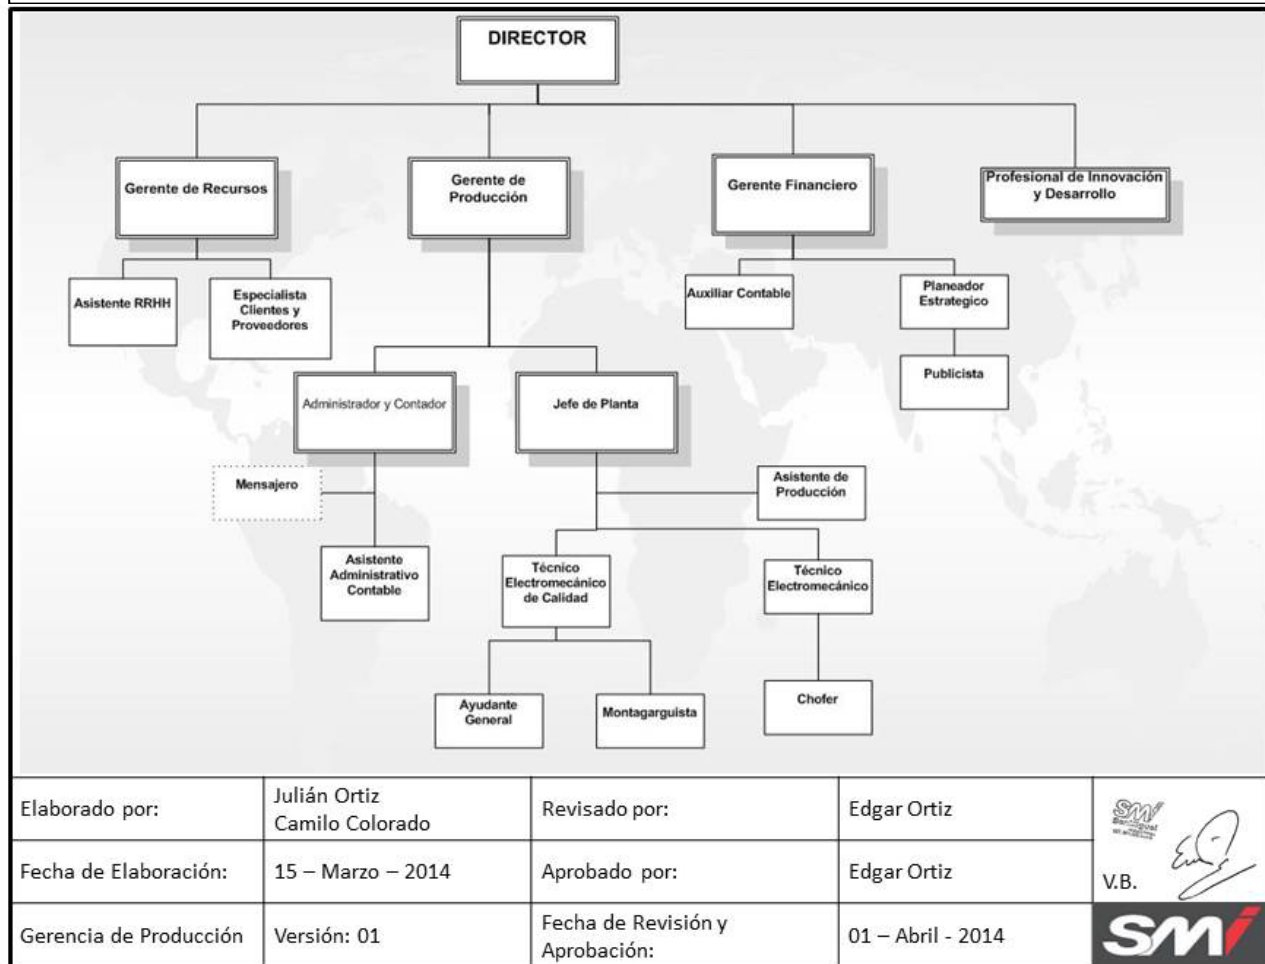 DIRECTOR
Gerente de Recursos
Gerente de
Producción
Gerente Financiero
Profesional de Innovación
y Desarrollo
Asistente RRHH
Especialista
Clientes y
Proveedores
Auxiliar Contable
Planeador
Estrategico
Publicista
Administrador y Contador
Jefe de Planta
Mensajero
Asistente de
Producción
Asistente
Administrativo
Contable
Técnico
Electromecánico
de Calidad
Técnico
Electromecánico
Ayudante
General
Montagarguista
Chofer
Elaborado por:
Julián Ortiz
Camilo Colorado
Revisado por:
Edgar Ortiz
Fecha de Elaboración:
15 – Marzo – 2014
Aprobado por:
Edgar Ortiz
SMI
V.B.
Gerencia de Producción
Versión: 01
Fecha de Revisión y
Aprobación:
01 – Abril - 2014
SMI